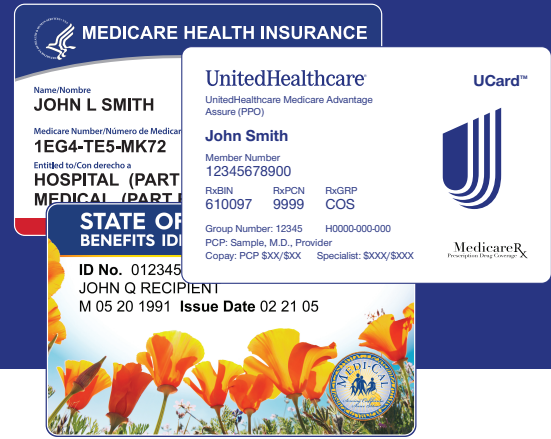 MEDICARE HEALTH INSURANCE
Name/Nombre
JOHN L SMITH
Medicare Number/Número de Medicar
1EG4-TE5-MK72
Entitled to/Con derecho a
HOSPITAL (PART
MEDICAL (PART
UnitedHealthcare
UCard™
UnitedHealthcare Medicare Advantage
Assure (PPO)
John Smith
Member Number
12345678900
RxBIN RxPCN RxGRP
610097 9999 COS
Group Number: 12345 H0000-000-000
PCP: Sample, M.D., Provider
Copay: PCP $XX/$XX Specialist: $XXX/$XXX
MedicareRx
Prescription Drug Coverage
STATE OF
BENEFITS IDE
ID No. 012345
JOHN Q RECIPIENT
M 05 20 1991 Issue Date 02 21 05
MEDI-CAL